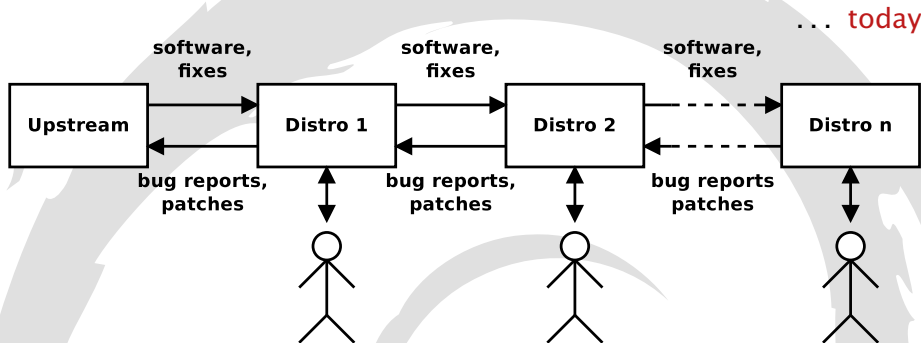 ... today
software,
fixes
software,
fixes
software,
fixes
Upstream
Distro 1
Distro 2
Distro n
bug reports,
patches
bug reports,
patches
bug reports
patches